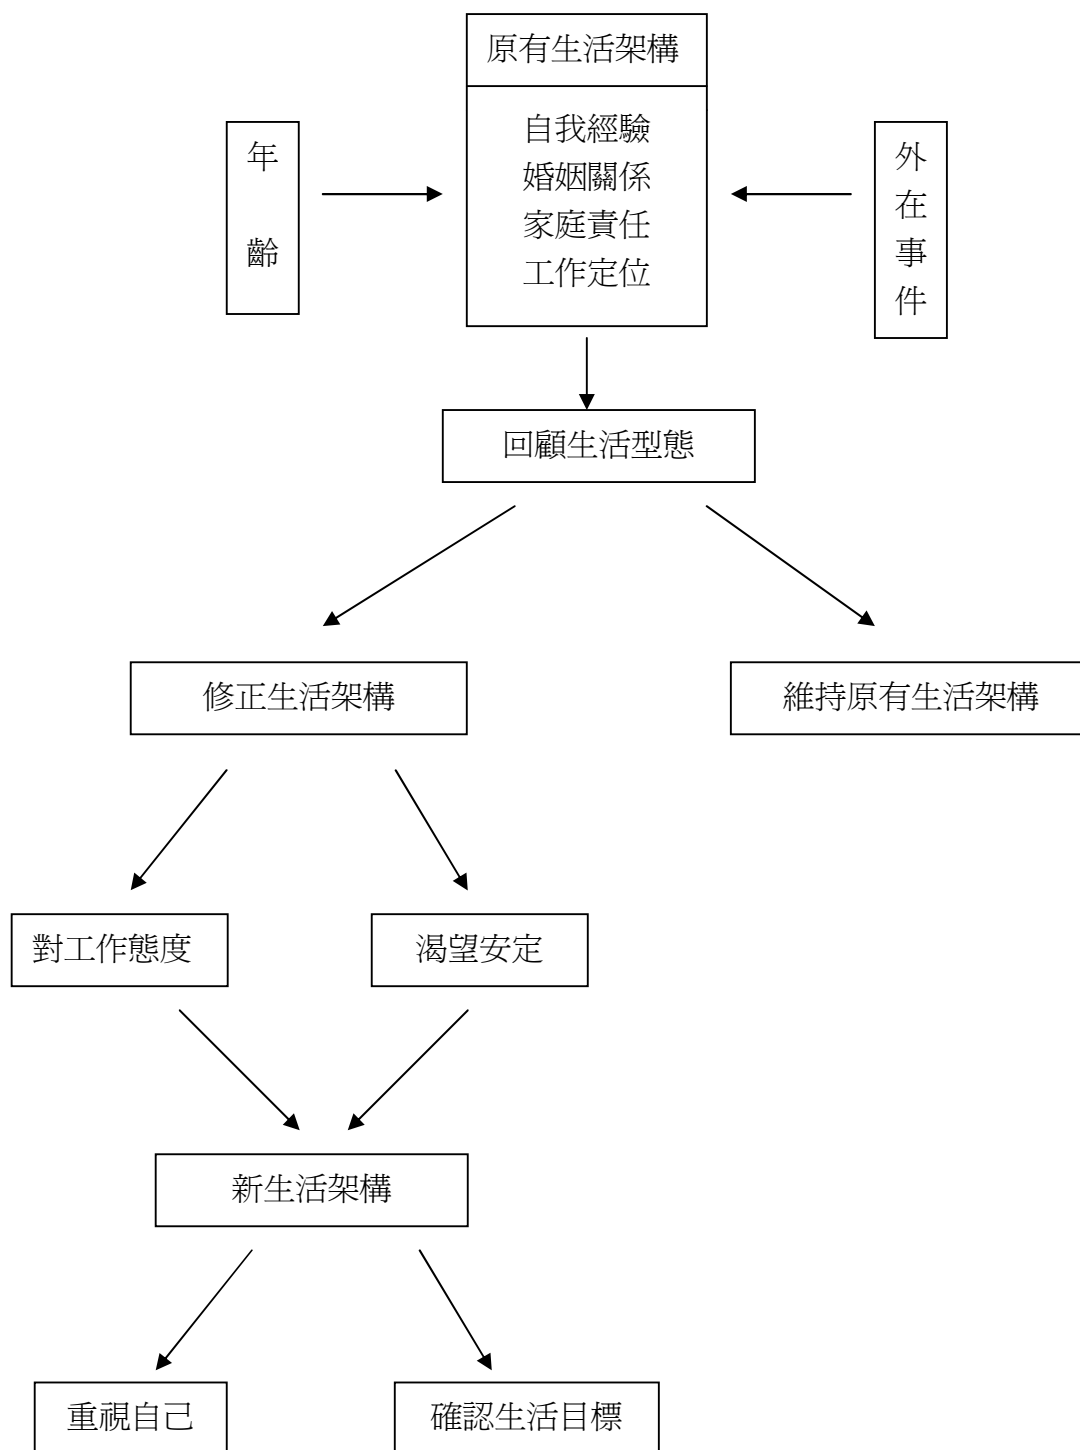 原有生活架構
自我經驗
婚姻關係
家庭責任
工作定位
年齡
外在事件
回顧生活型態
修正生活架構
維持原有生活架構
對工作態度
渴望安定
新生活架構
重視自己
確認生活目標